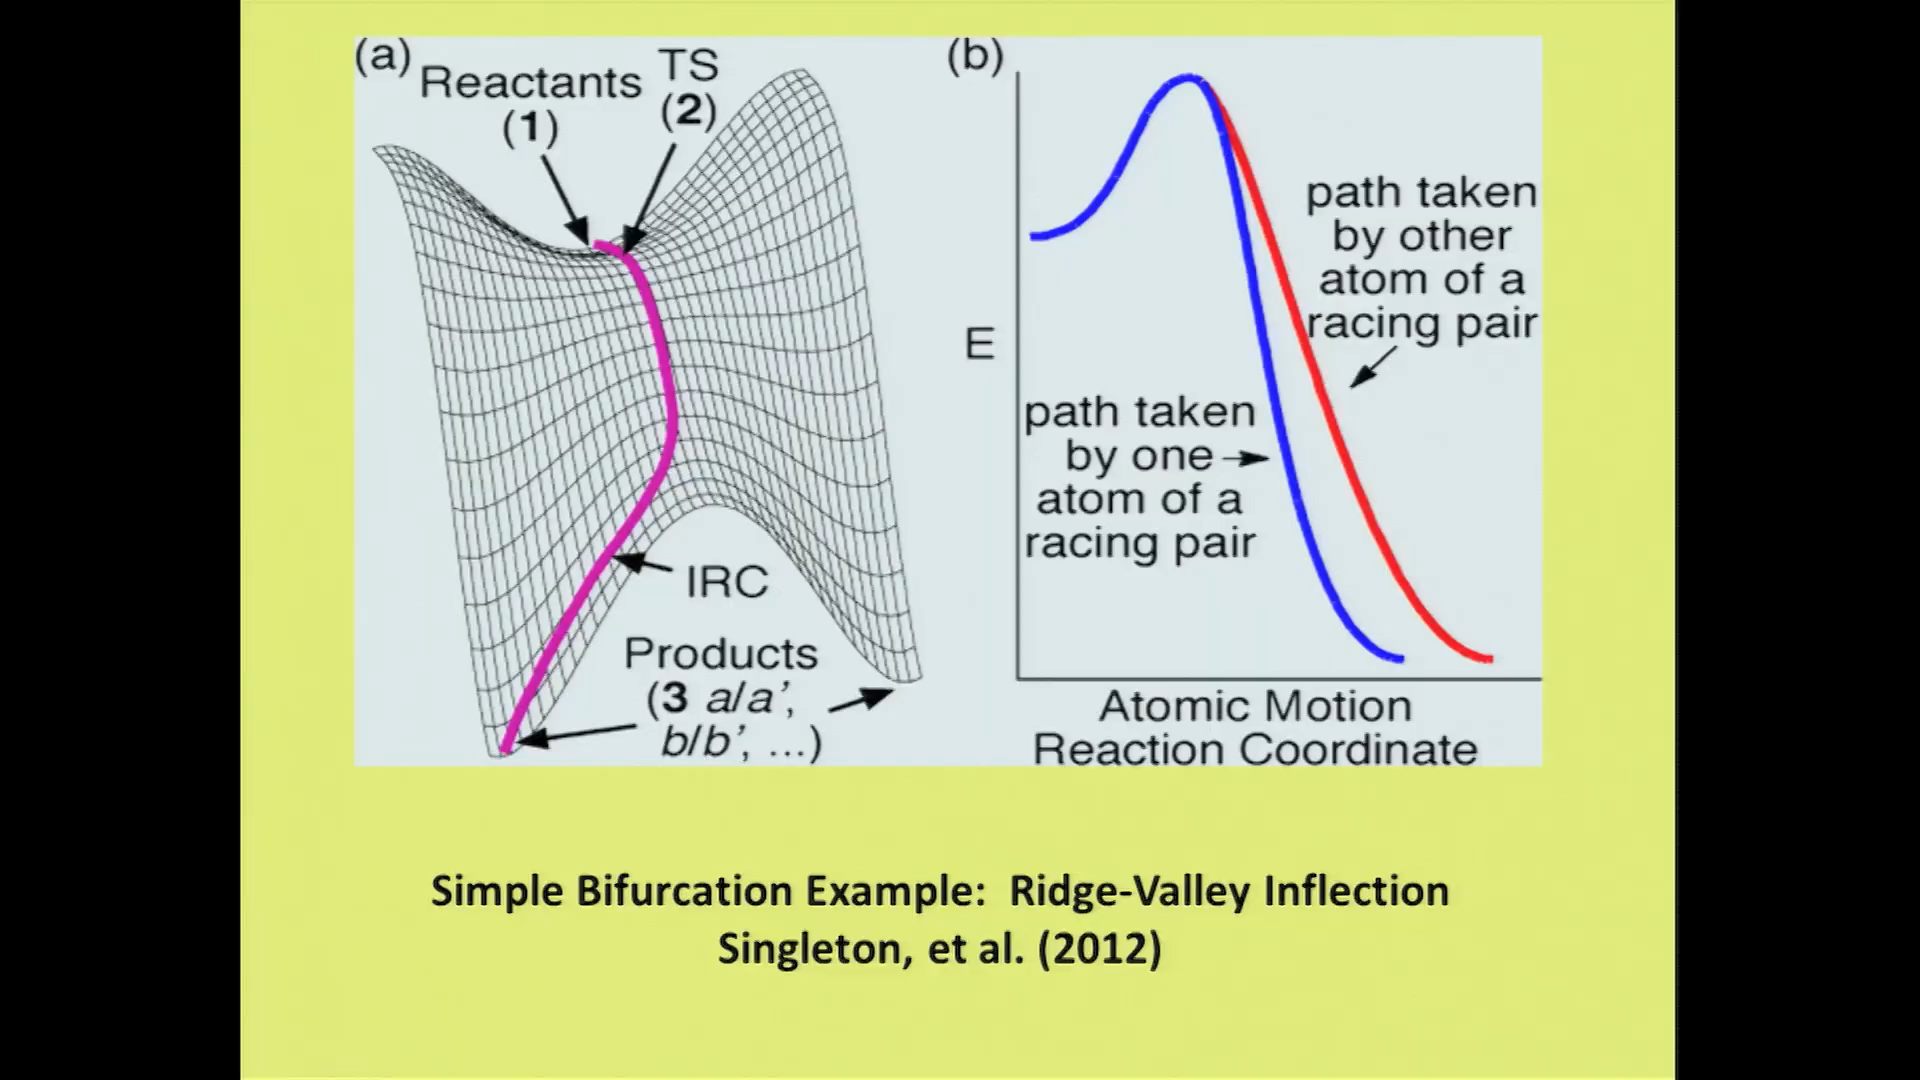 (a)
Reactants
(1)
TS
(2)
IRC
Products
(3 a/a’,
b/b’, ...)
(b)
E
path taken
by other
atom of a
racing pair
path taken
by one
atom of a
racing pair
Atomic Motion
Reaction Coordinate
Simple Bifurcation Example: Ridge-Valley Inflection
Singleton, et al. (2012)